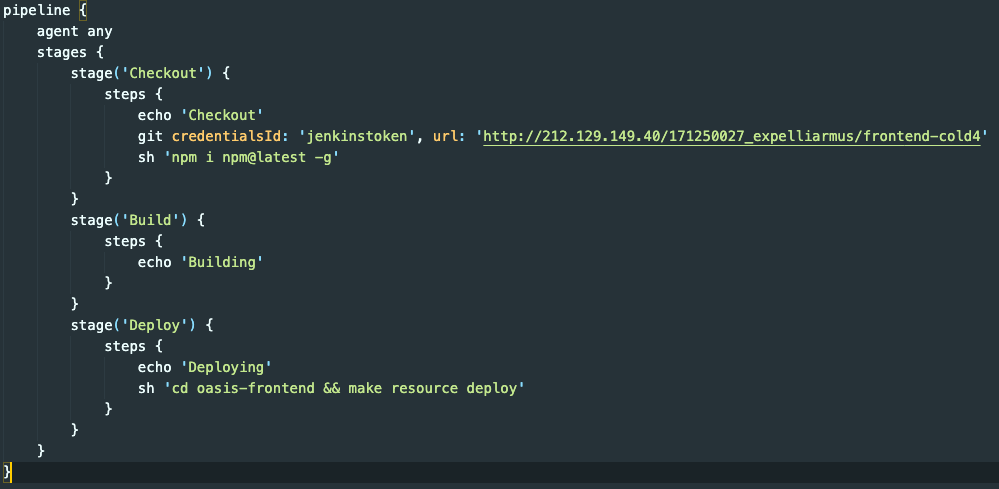 pipeline {
    agent any
    stages {
        stage('Checkout') {
            steps {
                echo 'Checkout'
                git credentialsId: 'jenkinstoken', url: 'http://212.129.149.40/171250027_expelliarmus/frontend-cold4'
                sh 'npm i npm@latest -g'
            }
        }
        stage('Build') {
            steps {
                echo 'Building'
            }
        }
        stage('Deploy') {
            steps {
                echo 'Deploying'
                sh 'cd oasis-frontend && make resource deploy'
            }
        }
    }
}